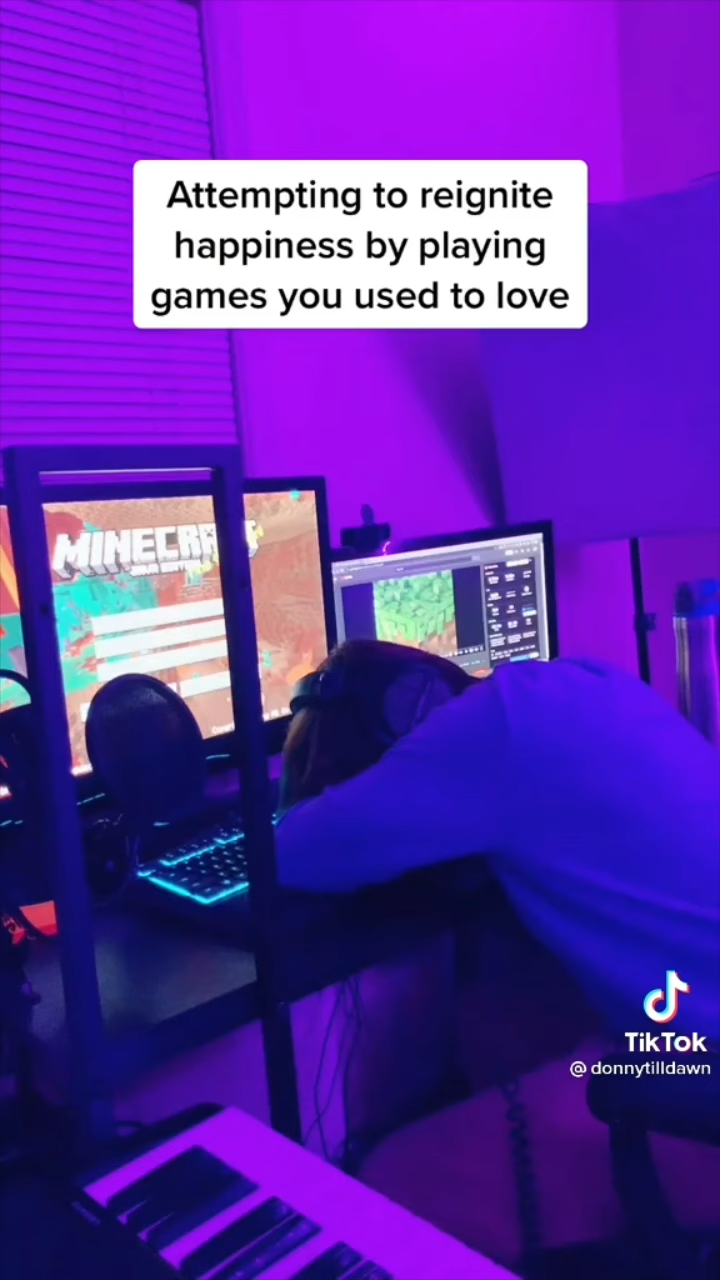 Attempting to reignite
happiness by playing
games you used to love
MINECRAFT
TikTok
@donnytilldawn